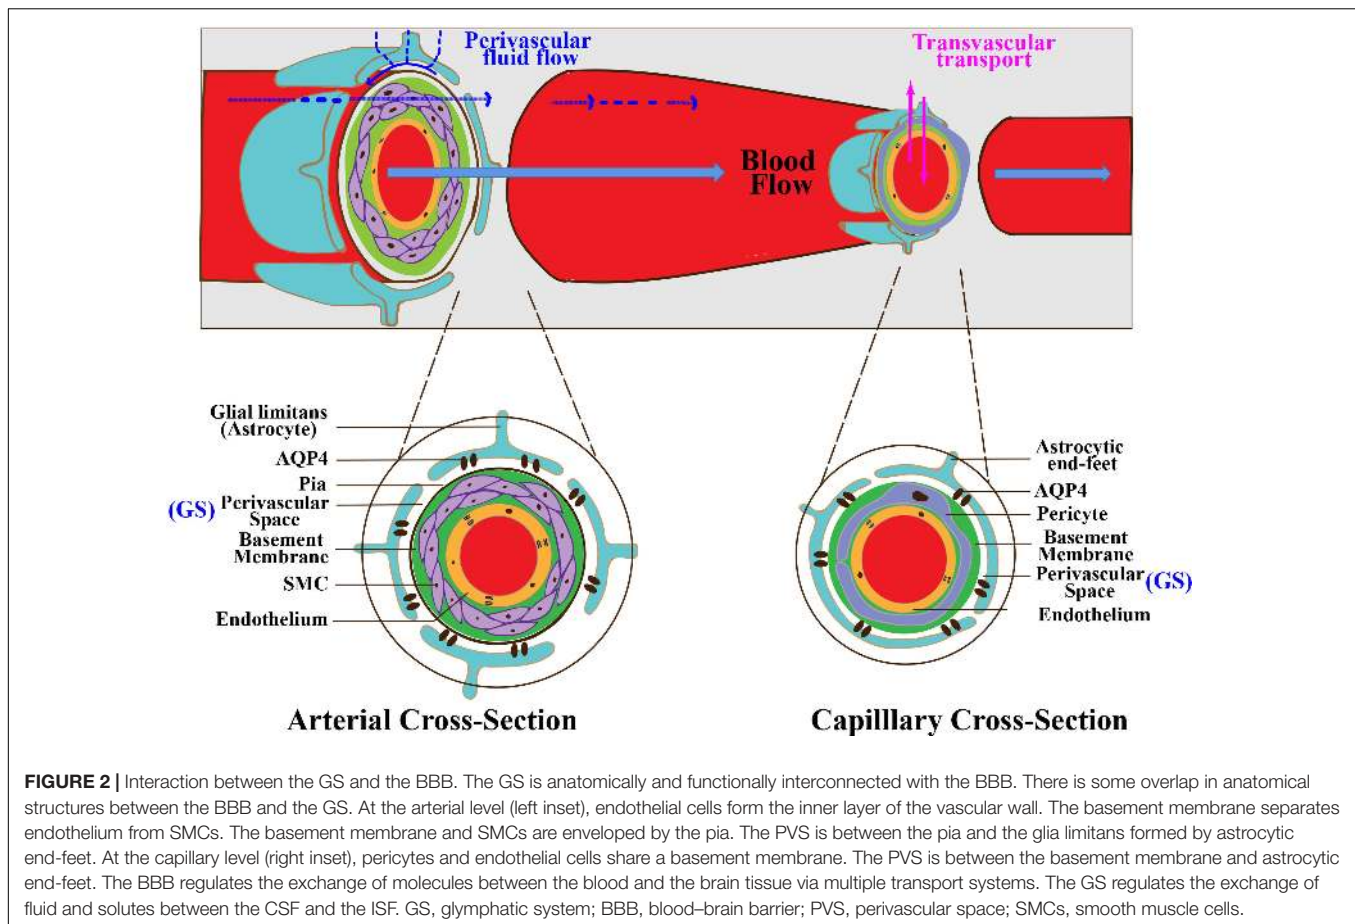 Perivascular
fluid flow
Transvascular
transport
Blood
Flow
Glial limitans
(Astrocyte)
AQP4
Pia
(GS) Perivascular
Space
Basement
Membrane
SMC
Endothelium
Astrocytic
end-feet
AQP4
Pericyte
Basement
Membrane
Perivascular
Space (GS)
Endothelium
Arterial Cross-Section
Capilllary Cross-Section
FIGURE 2 | Interaction between the GS and the BBB. The GS is anatomically and functionally interconnected with the BBB. There is some overlap in anatomical
structures between the BBB and the GS. At the arterial level (left inset), endothelial cells form the inner layer of the vascular wall. The basement membrane separates
endothelium from SMCs. The basement membrane and SMCs are enveloped by the pia. The PVS is between the pia and the glia limitans formed by astrocytic
end-feet. At the capillary level (right inset), pericytes and endothelial cells share a basement membrane. The PVS is between the basement membrane and astrocytic
end-feet. The BBB regulates the exchange of molecules between the blood and the brain tissue via multiple transport systems. The GS regulates the exchange of
fluid and solutes between the CSF and the ISF. GS, glymphatic system; BBB, blood–brain barrier; PVS, perivascular space; SMCs, smooth muscle cells.